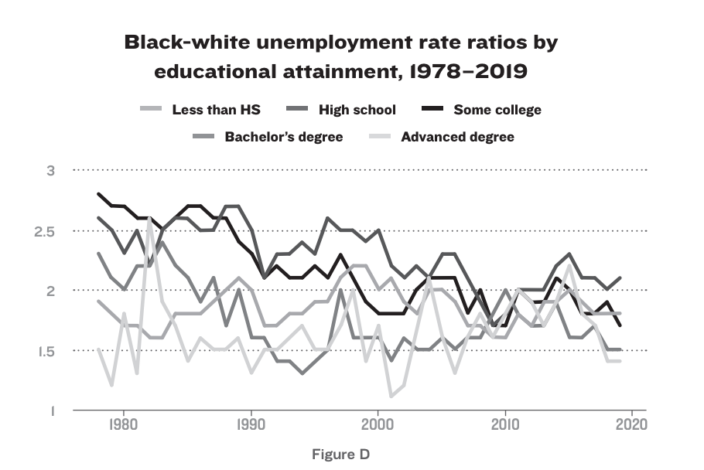 Black-white unemployment rate ratios by
educational attainment, 1978–2019
Less than HS High school Some college
Bachelor's degree Advanced degree
3
2.5
2
1.5
1
1980 1990 2000 2010 2020
Figure D